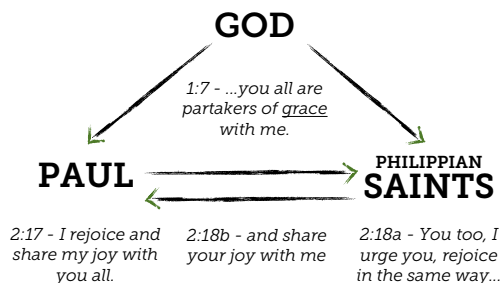 GOD
1:7 - ...you all are
partakers of grace
with me.
PAUL
PHILIPPIAN
SAINTS
2:17 - I rejoice and
share my joy with
you all.
2:18b - and share
your joy with me
2:18a - You too, I
urge you, rejoice
in the same way...